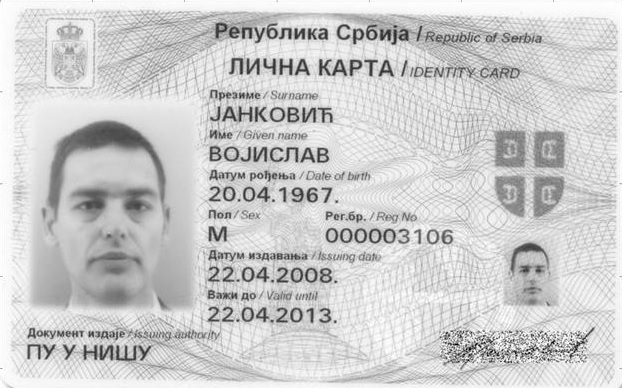 Република Србија / Republic of Serbia
ЛИЧНА КАРТА / IDENTITY CARD
Презиме / Surname
ЈАНКОВИЋ
Име / Given name
ВОЈИСЛАВ
Датум рођења / Date of birth
20.04.1967.
Пол / Sex Рег.бр. / Reg No
М 000003106
Датум издавања / Issuing date
22.04.2008.
Важи до / Valid until
22.04.2013.
Документ издаје / Issuing authority
ПУ У НИШУ